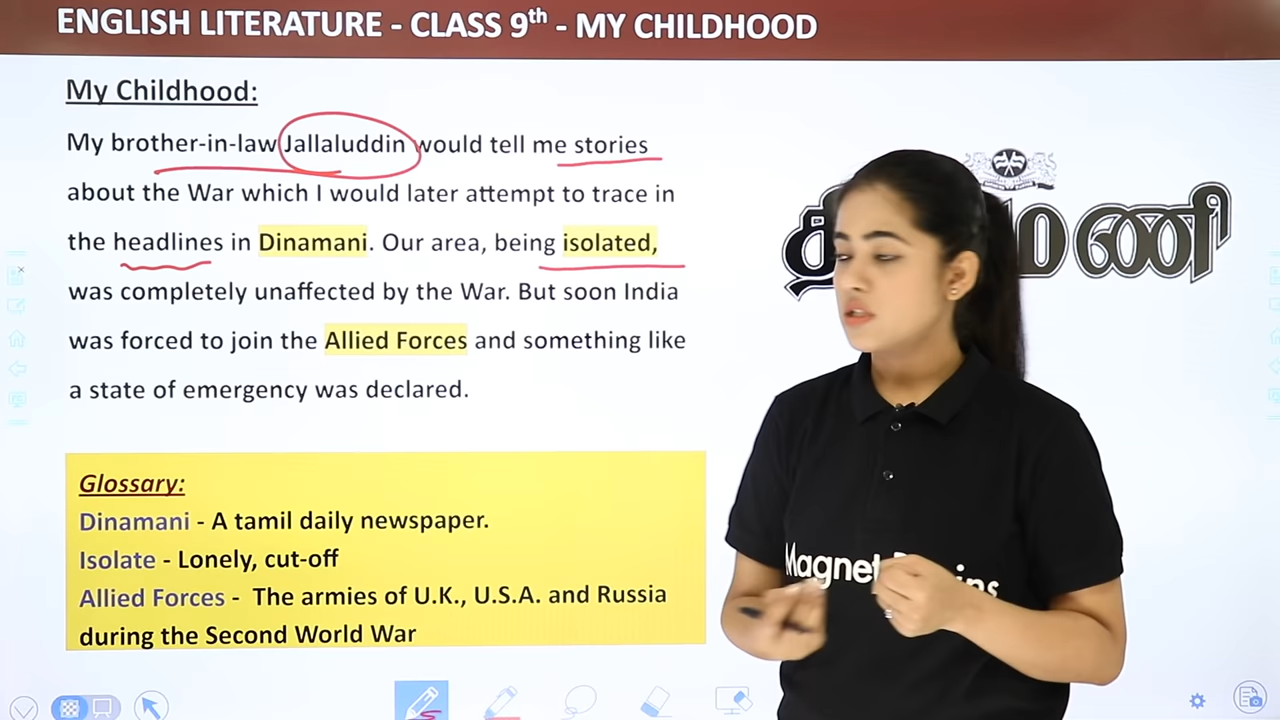 ENGLISH LITERATURE - CLASS 9th - MY CHILDHOOD
My Childhood:
My brother-in-law Jallaluddin would tell me stories
about the War which I would later attempt to trace in
the headlines in Dinamani. Our area, being isolated,
was completely unaffected by the War. But soon India
was forced to join the Allied Forces and something like
a state of emergency was declared.
Glossary:
Dinamani - A tamil daily newspaper.
Isolate - Lonely, cut-off
Allied Forces - The armies of U.K., U.S.A. and Russia
during the Second World War
Magnet